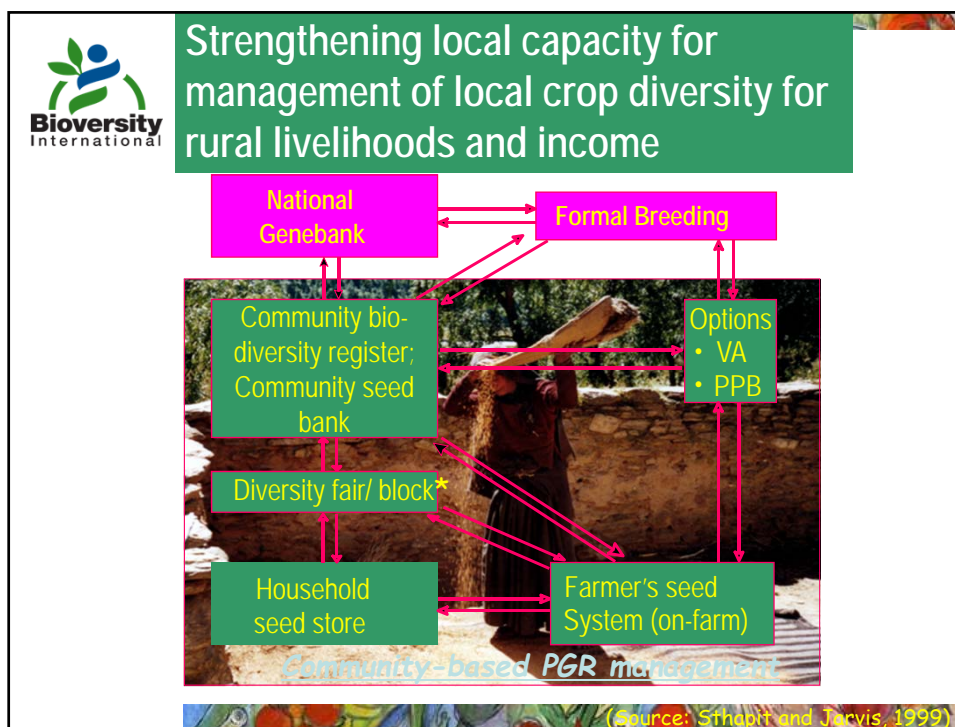 Bioversity
International
Strengthening local capacity for
management of local crop diversity for
rural livelihoods and income
National
Genebank
Formal Breeding
Community bio-
diversity register;
Community seed
bank
Options
• VA
• PPB
Diversity fair/ block*
Household
seed store
Farmer's seed
System (on-farm)
Community-based PGR management
(Source: Sthapit and Jarvis, 1999)